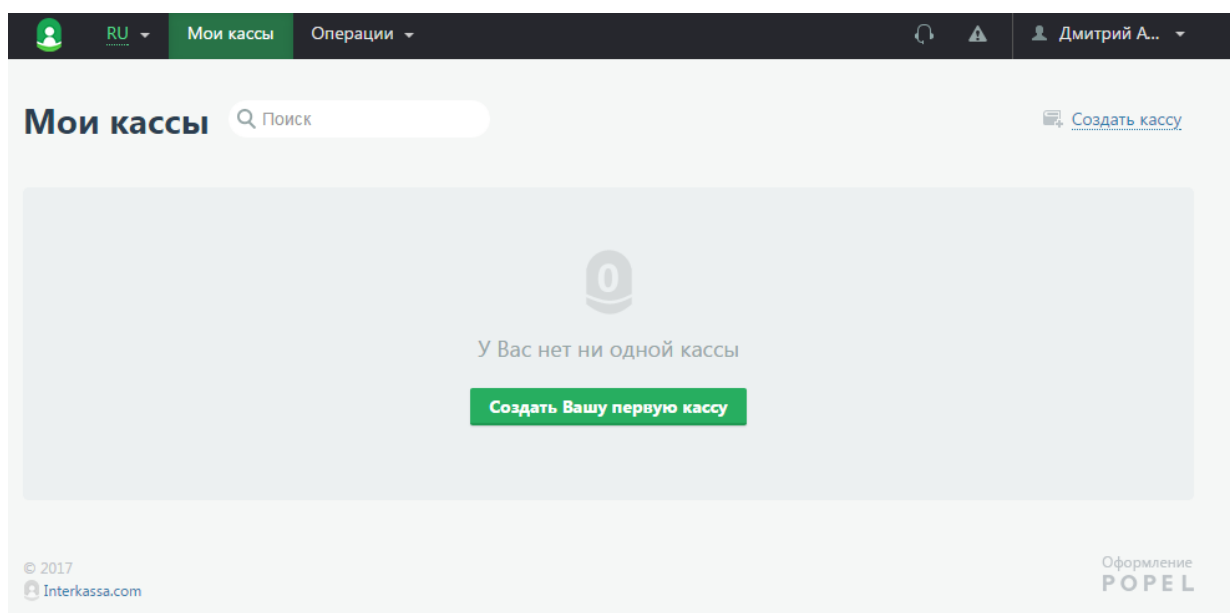 RU Мои кассы Операции Дмитрий А...
Мои кассы Поиск Создать кассу
0
У Вас нет ни одной кассы
Создать Вашу первую кассу
© 2017
Interkassa.com
Оформление
POPEL